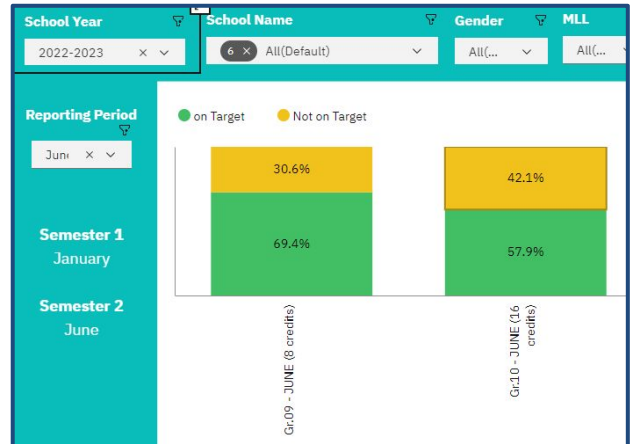 School Year
2022-2023
School Name
6 × All(Default)
Gender
All(...
MLL
All(...
Reporting Period
June
on Target
Not on Target
30.6%
69.4%
42.1%
57.9%
Semester 1
January
Semester 2
June
Gr.09 - JUNE (8 credits)
Gr.10 - JUNE (16
credits)